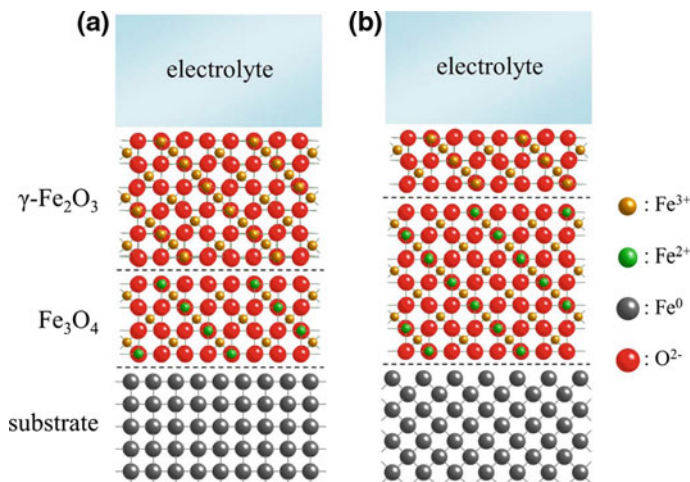 (a)
(b)
electrolyte
electrolyte
γ-Fe2O3
Fe3O4
substrate
: Fe3+
: Fe2+
: Fe0
: O2-